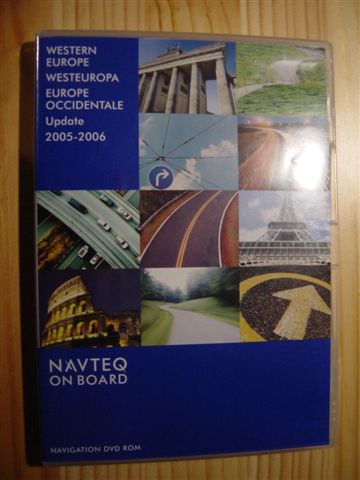 WESTERN
EUROPE
WESTEUROPA
EUROPE
OCCIDENTALE
Update
2005-2006
NAVTEQ
ON BOARD
NAVIGATION DVD ROM